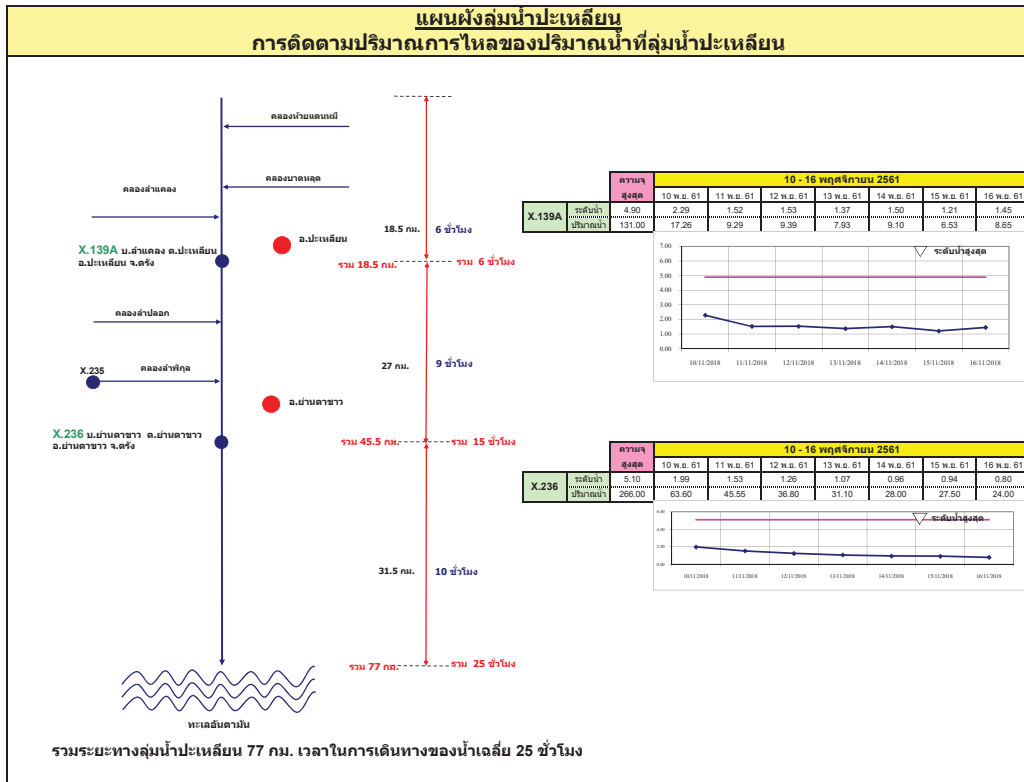 แผนผังลุ่มน้ำปะเหลียน
การติดตามปริมาณการไหลของปริมาณน้ำที่ลุ่มน้ำปะเหลียน
คลองห้วยแดนหมี
คลองบาตหลุด
คลองลำแคลง
X.139A บ.ลำแคลง ต.ปะเหลียน
อ.ปะเหลียน จ.ตรัง
อ.ปะเหลียน
18.5 กม.
6 ชั่วโมง
รวม 18.5 กม.
รวม 6 ชั่วโมง
คลองลำปลอก
X.235
คลองลำพิกุล
27 กม.
9 ชั่วโมง
อ.ย่านตาขาว
X.236 บ.ย่านตาขาว ต.ย่านตาขาว
อ.ย่านตาขาว จ.ตรัง
รวม 45.5 กม.
รวม 15 ชั่วโมง
31.5 กม.
10 ชั่วโมง
รวม 77 กม.
รวม 25 ชั่วโมง
ทะเลอันดามัน
รวมระยะทางลุ่มน้ำปะเหลียน 77 กม. เวลาในการเดินทางของน้ำเฉลี่ย 25 ชั่วโมง
ความจุ 10 - 16 พฤศจิกายน 2561
สูงสุด 10 พ.ย. 61 11 พ.ย. 61 12 พ.ย. 61 13 พ.ย. 61 14 พ.ย. 61 15 พ.ย. 61 16 พ.ย. 61
X.139A
ระดับน้ำ 4.90 2.29 1.52 1.53 1.37 1.50 1.21 1.45
ปริมาณน้ำ 131.00 17.26 9.29 9.39 7.93 9.10 6.53 8.65
ระดับน้ำสูงสุด
7.00
6.00
5.00
4.00
3.00
2.00
1.00
0.00
10/11/2018 11/11/2018 12/11/2018 13/11/2018 14/11/2018 15/11/2018 16/11/2018
ความจุ 10 - 16 พฤศจิกายน 2561
สูงสุด 10 พ.ย. 61 11 พ.ย. 61 12 พ.ย. 61 13 พ.ย. 61 14 พ.ย. 61 15 พ.ย. 61 16 พ.ย. 61
X.236
ระดับน้ำ 5.10 1.99 1.53 1.26 1.07 0.96 0.94 0.80
ปริมาณน้ำ 266.00 63.60 45.55 36.80 31.10 28.00 27.50 24.00
ระดับน้ำสูงสุด
6.00
4.00
2.00
0.00
10/11/2018 11/11/2018 12/11/2018 13/11/2018 14/11/2018 15/11/2018 16/11/2018